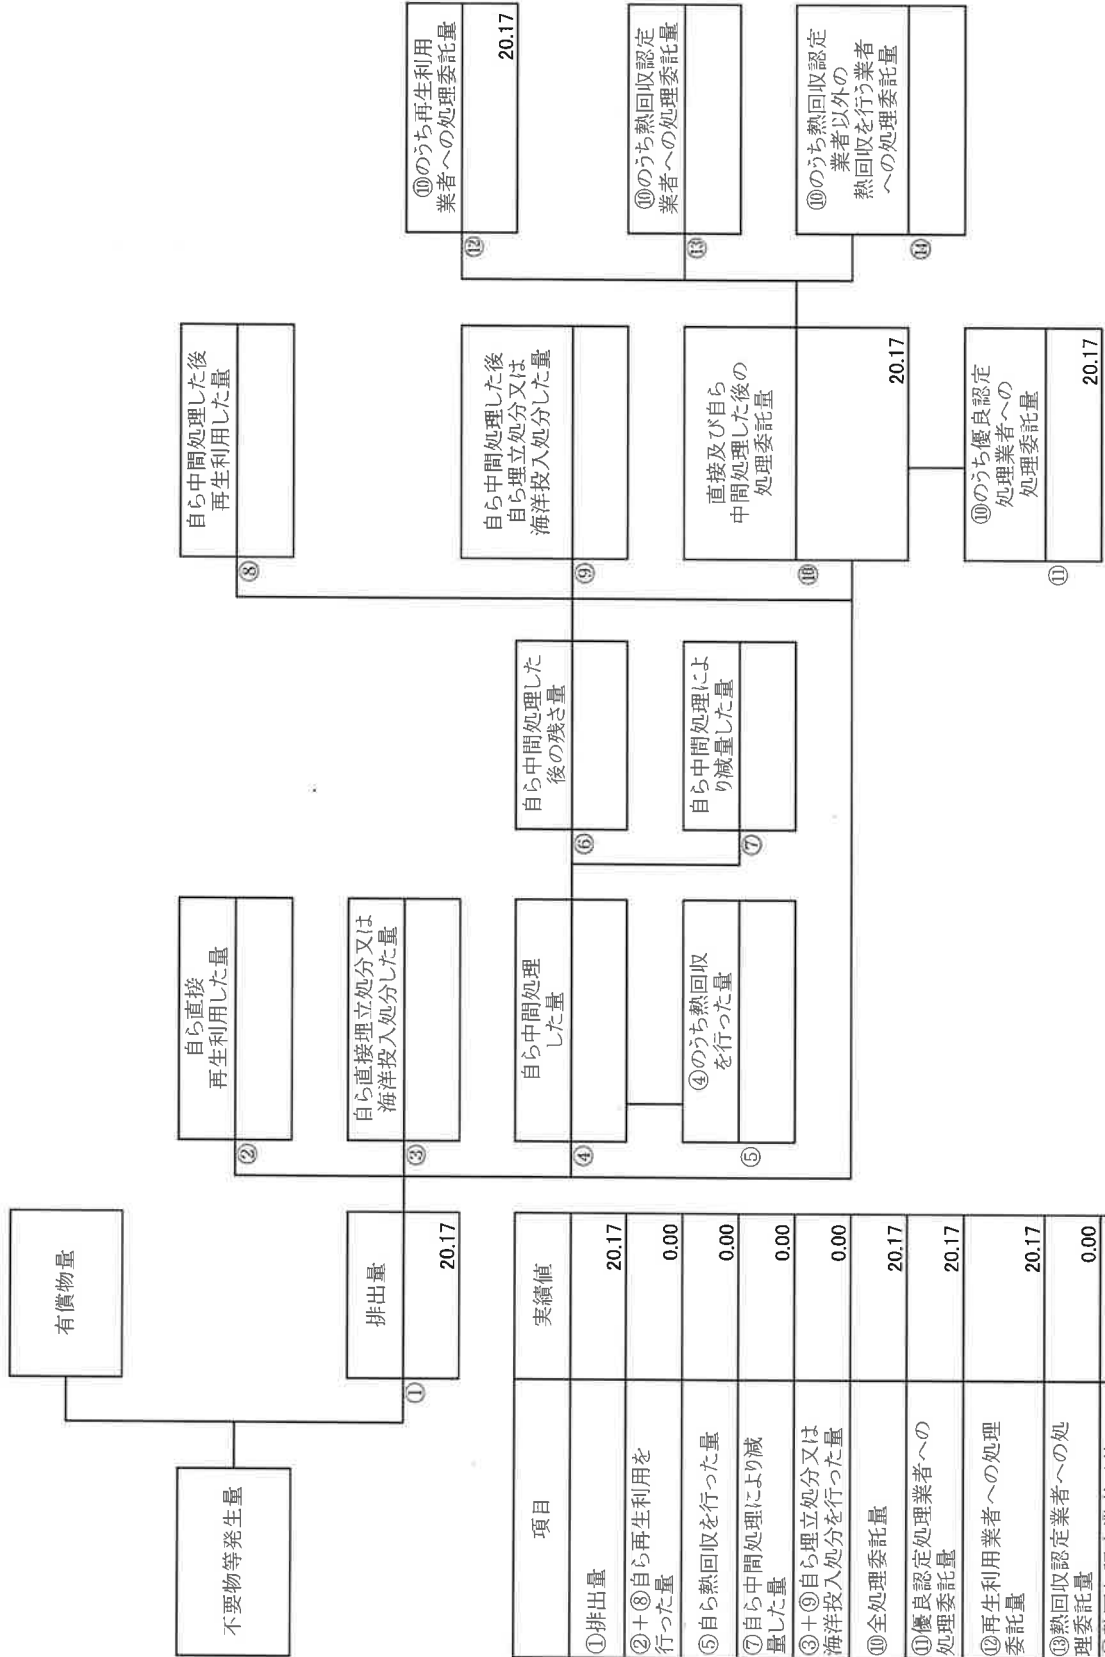 不要物等発生量
有償物量
①
排出量
20.17
②
自ら直接
再生利用した量
③
自ら直接埋立処分又は
海洋投入処分した量
④
自ら中間処理
した量
⑤
④のうち熱回収
を行った量
⑥
自ら中間処理した
後の残さ量
⑦
自ら中間処理によ
り減量した量
⑧
自ら中間処理した後
再生利用した量
⑨
自ら中間処理した後
自ら埋立処分又は
海洋投入処分した量
⑩
直接及び自ら
中間処理した後の
処理委託量
20.17
⑪
⑩のうち優良認定
処理業者への
処理委託量
20.17
⑫
⑩のうち再生利用
業者への処理委託量
20.17
⑬
⑩のうち熱回収認定
業者への処理委託量
⑭
⑩のうち熱回収認定
業者以外の
熱回収を行う業者
への処理委託量
項目
実績値
①排出量
20.17
②+⑧自ら再生利用を
行った量
0.00
⑤自ら熱回収を行った量
0.00
⑦自ら中間処理により減
量した量
0.00
③+⑨自ら埋立処分又は
海洋投入処分を行った量
0.00
⑩全処理委託量
20.17
⑪優良認定処理業者への
処理委託量
20.17
⑫再生利用業者への処理
委託量
20.17
⑬熱回収認定業者への処
理委託量
0.00